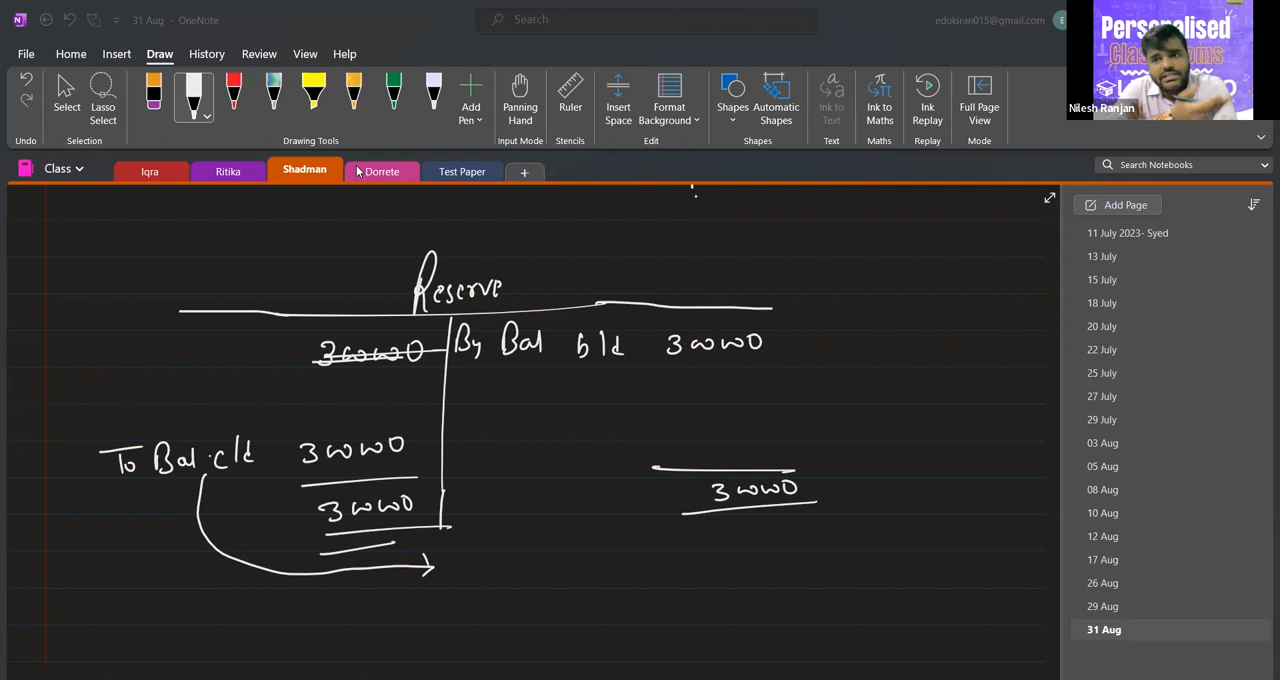 31 Aug - OneNote
Search
edukiran015@gmail.com
E
Personalised
Nilesh Ranjan
File Home Insert Draw History Review View Help
Undo
Select
Lasso Select
Add Pen
Panning Hand
Ruler
Insert Space
Format Background
Shapes
Automatic Shapes
Ink to Text
Ink to Maths
Ink Replay
Full Page View
Selection
Drawing Tools
Input Mode
Stencils
Edit
Shapes
Convert
Maths
Replay
Mode
Class
Iqra
Ritika
Shadman
Dorrete
Test Paper
Search Notebooks
Add Page
11 July 2023- Syed
13 July
15 July
18 July
20 July
22 July
25 July
27 July
29 July
03 Aug
05 Aug
08 Aug
10 Aug
12 Aug
17 Aug
26 Aug
29 Aug
31 Aug
Reserve
30000 By Bal b/d 30000
To Bal c/d 30000
30000 30000